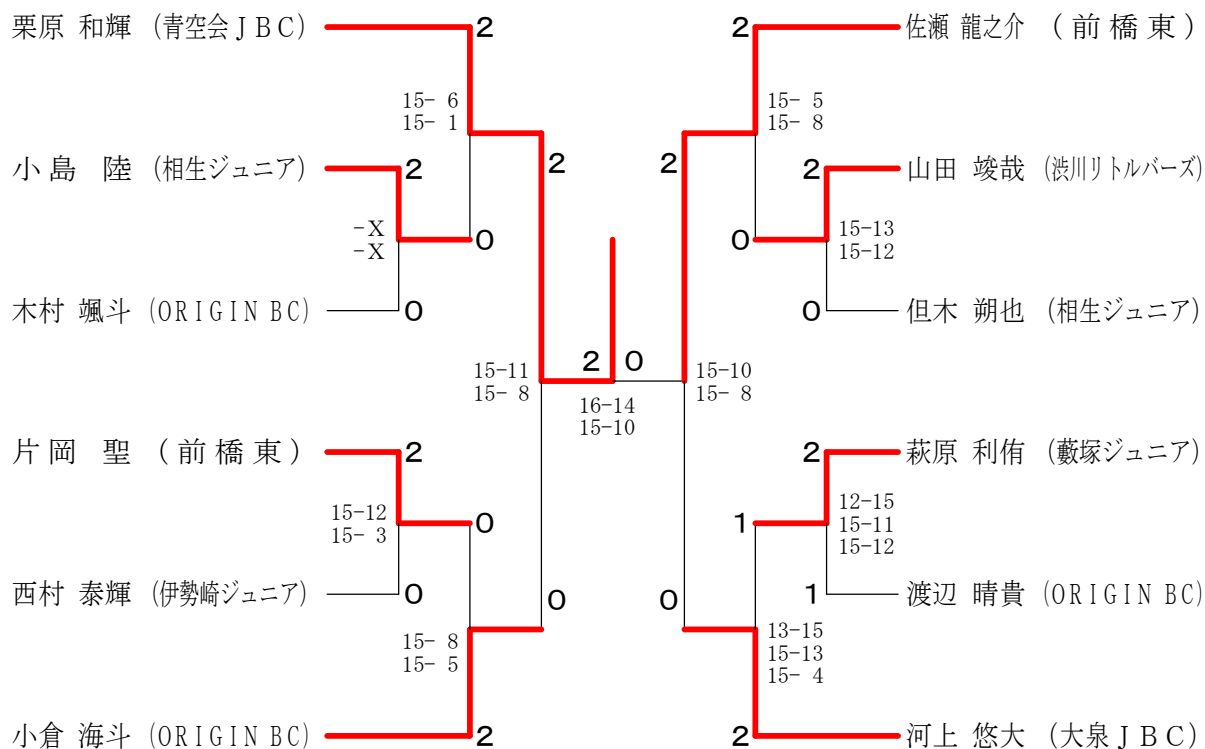 栗原 和輝 (青空会ＪＢＣ) 2
2 佐瀬 龍之介 (前橋東)
15- 6
15- 1
15- 5
15- 8
小島 陸 (相生ジュニア) 2
2
2
2 山田 竣哉 (渋川リトルバーズ)
-X
-X
0
0
15-13
15-12
木村 颯斗 (ORIGIN BC) 0
0 但木 朔也 (相生ジュニア)
15-11
15- 8
2 0
16-14
15-10
15-10
15- 8
片岡 聖 (前橋東) 2
2 萩原 利侑 (藪塚ジュニア)
15-12
15- 3
0
1
12-15
15-11
15-12
西村 泰輝 (伊勢崎ジュニア) 0
0
0
1 渡辺 晴貴 (ORIGIN BC)
15- 8
15- 5
13-15
15-13
15- 4
小倉 海斗 (ORIGIN BC) 2
2 河上 悠大 (大泉ＪＢＣ)